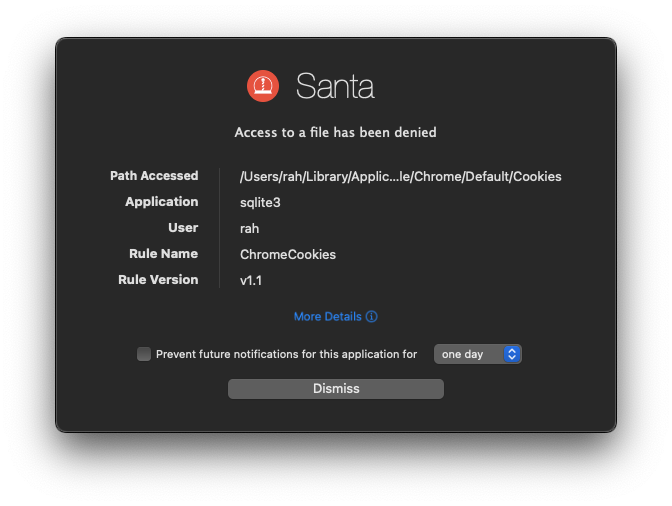 Santa
Access to a file has been denied
Path Accessed /Users/rah/Library/Applic...le/Chrome/Default/Cookies
Application sqlite3
User rah
Rule Name ChromeCookies
Rule Version v1.1
More Details
Prevent future notifications for this application for one day
Dismiss